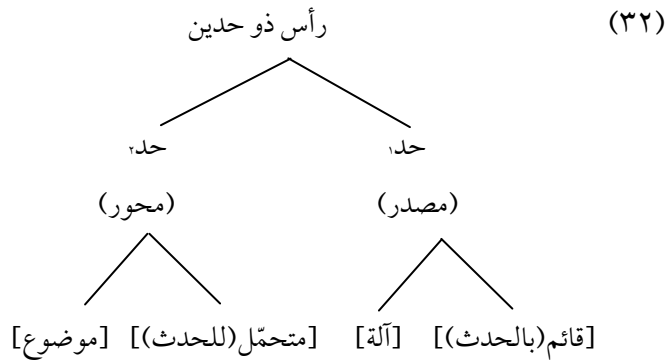 (٣٢) رأس ذو حدين
حد١ حد٢
(مصدر) (محور)
[قائم(بالحدث)] [آلة] [متحمّل(للحدث)] [موضوع]